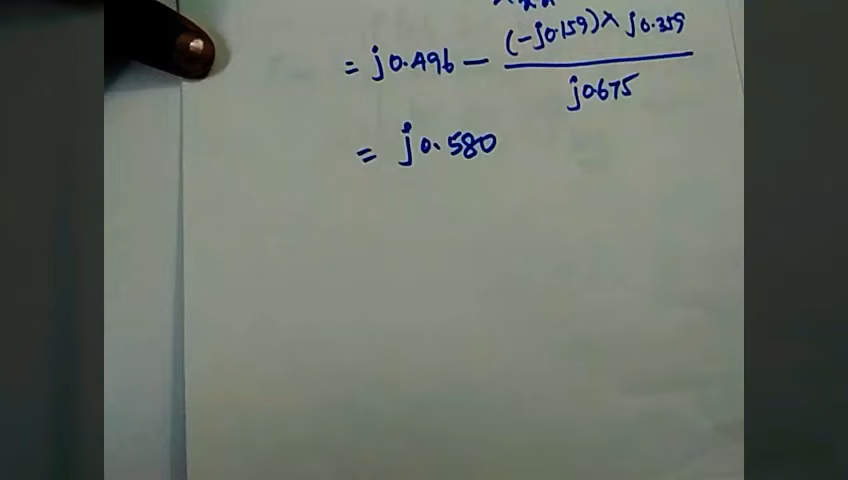 (-j0.159) × j0.359
= j0.496 - ————
j0.675
= j0.580